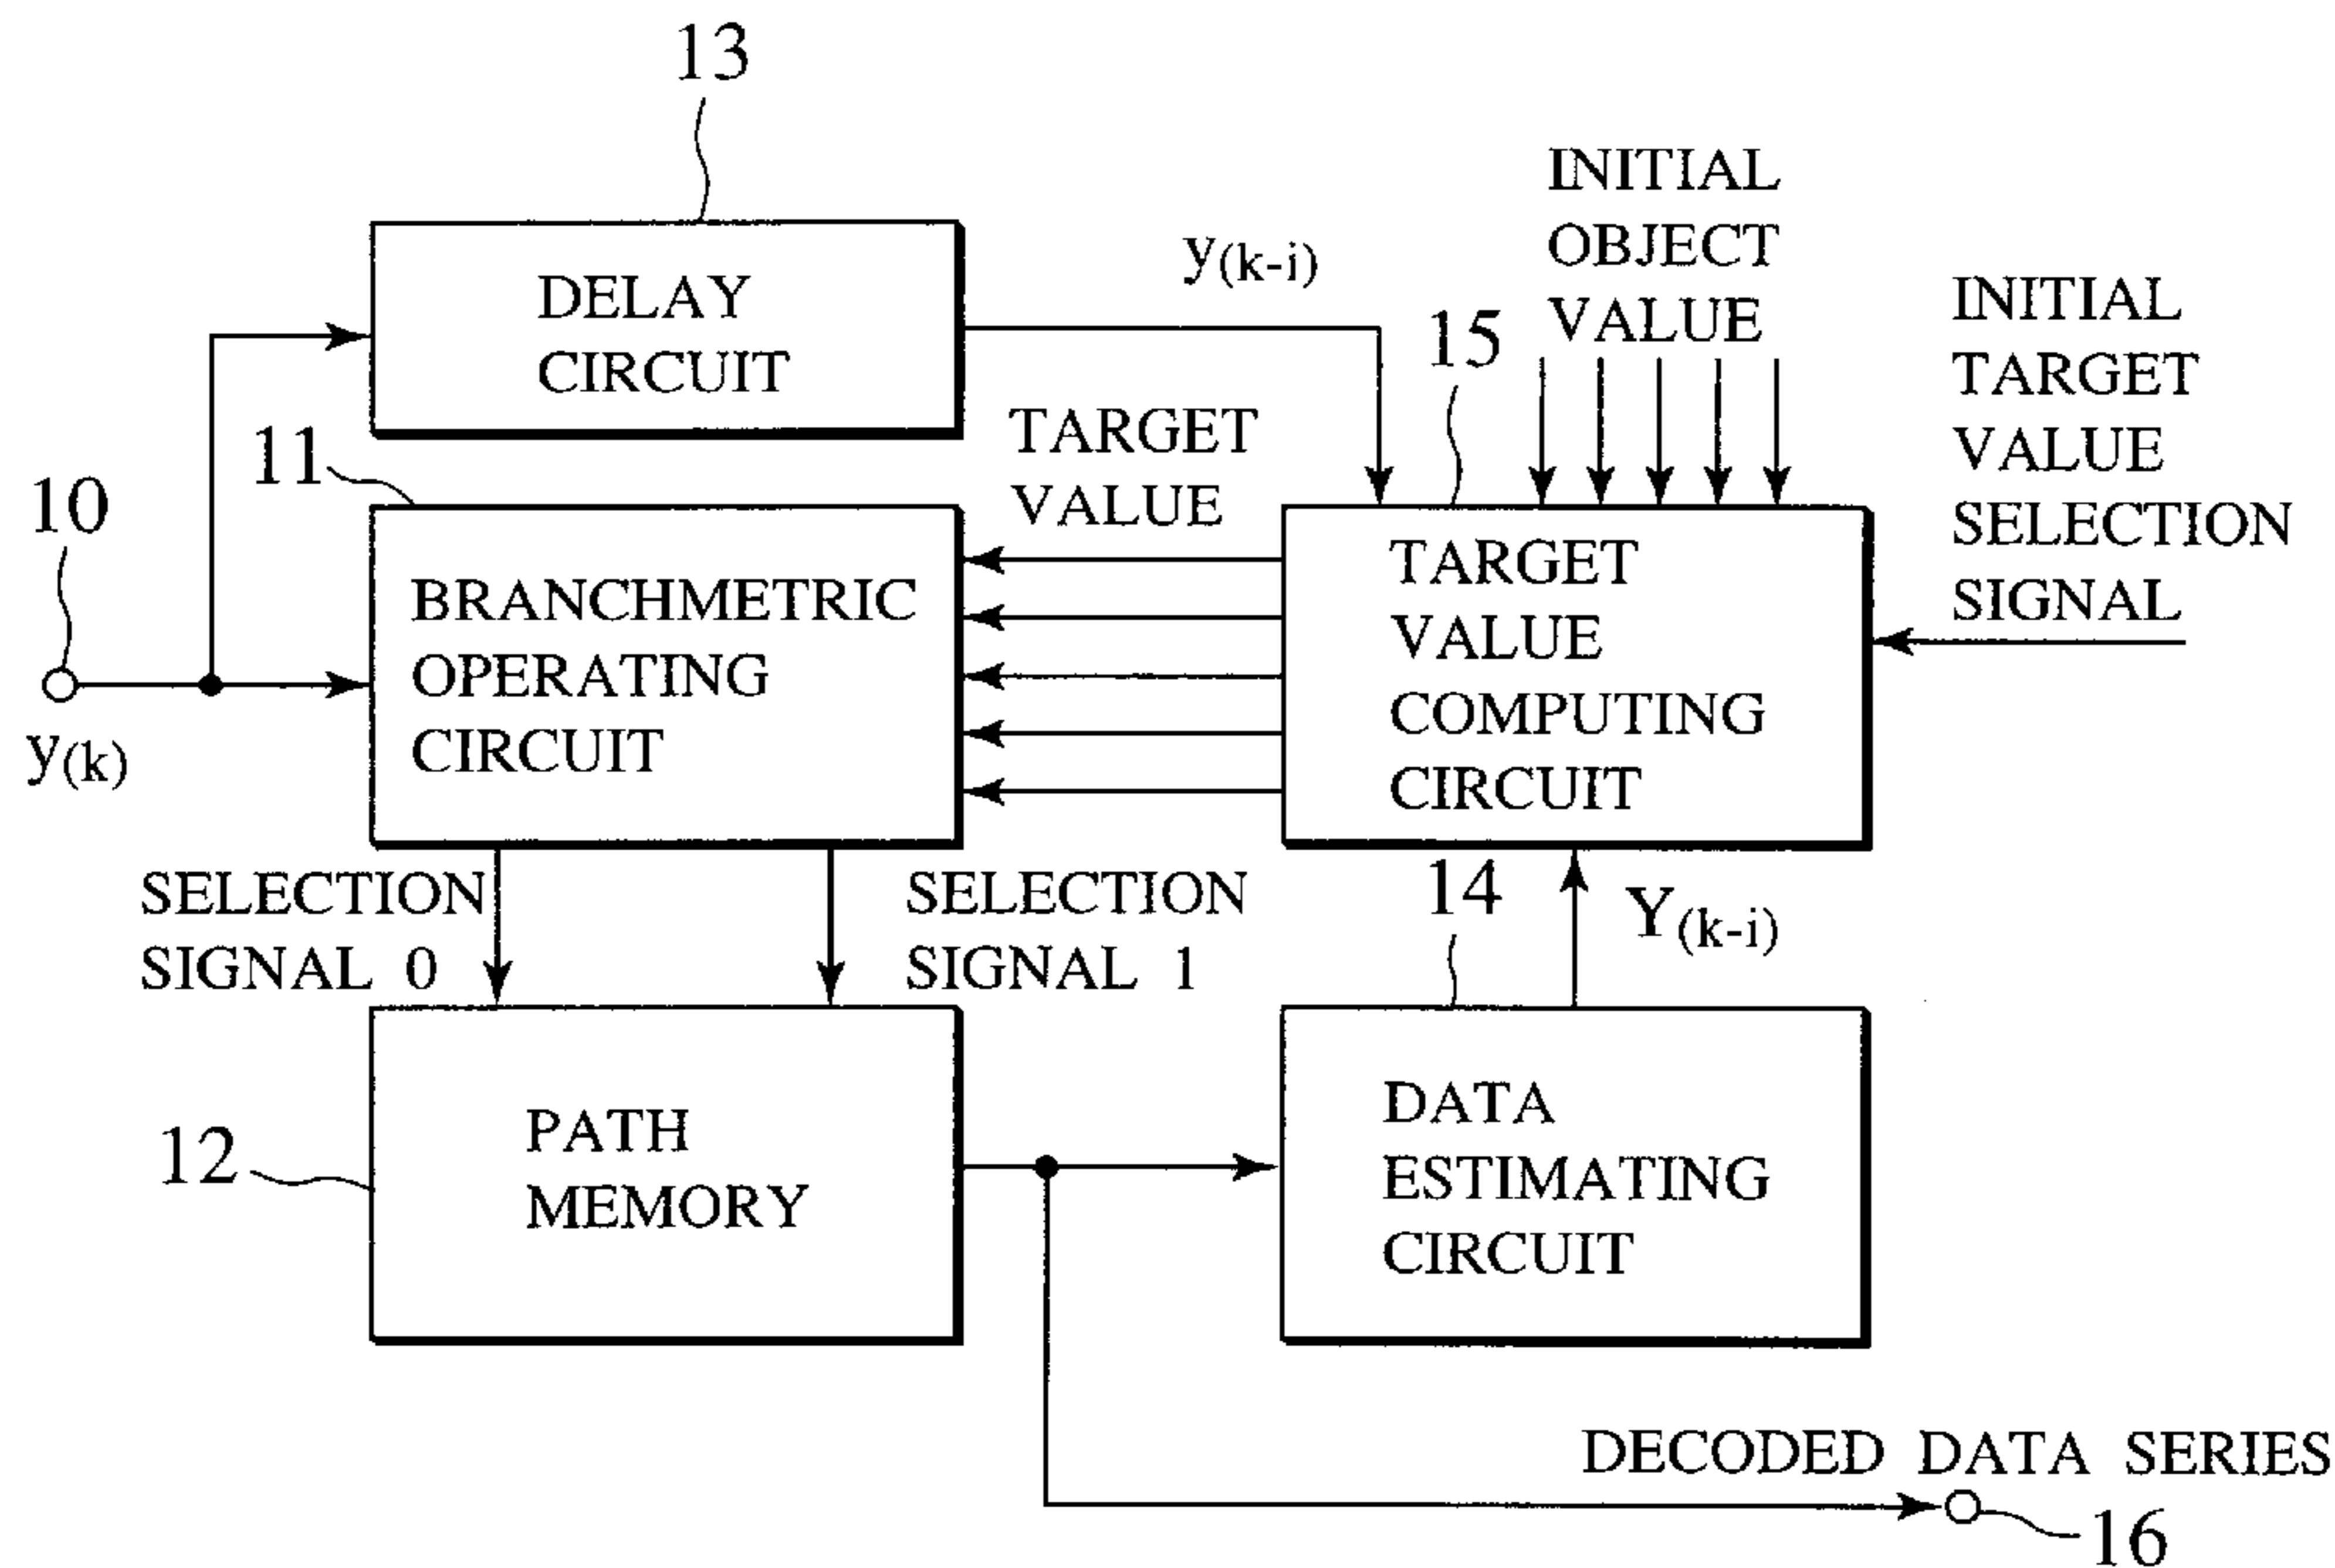 13
DELAY
CIRCUIT
y(k-i)
INITIAL
OBJECT
VALUE
INITIAL
TARGET
VALUE
SELECTION
SIGNAL
15
TARGET
VALUE
11
10
y(k)
BRANCHMETRIC
OPERATING
CIRCUIT
TARGET
VALUE
COMPUTING
CIRCUIT
SELECTION
SIGNAL 0
SELECTION
SIGNAL 1
14
Y(k-i)
12
PATH
MEMORY
DATA
ESTIMATING
CIRCUIT
DECODED DATA SERIES
16